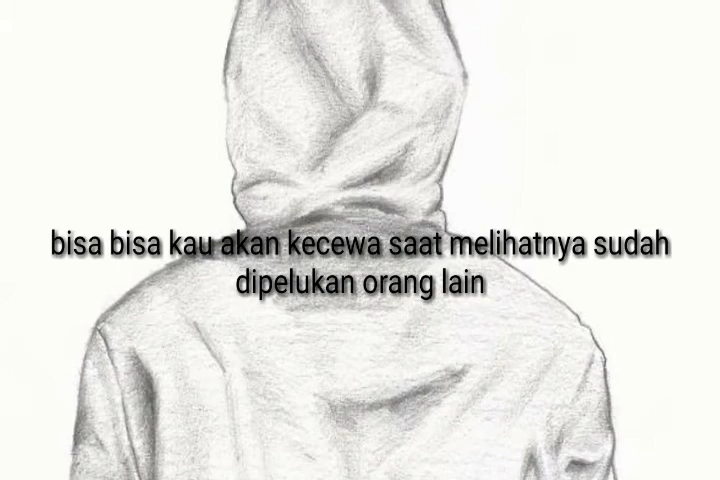 bisa bisa kau akan kecewa saat melihatnya sudah
dipelukan orang lain